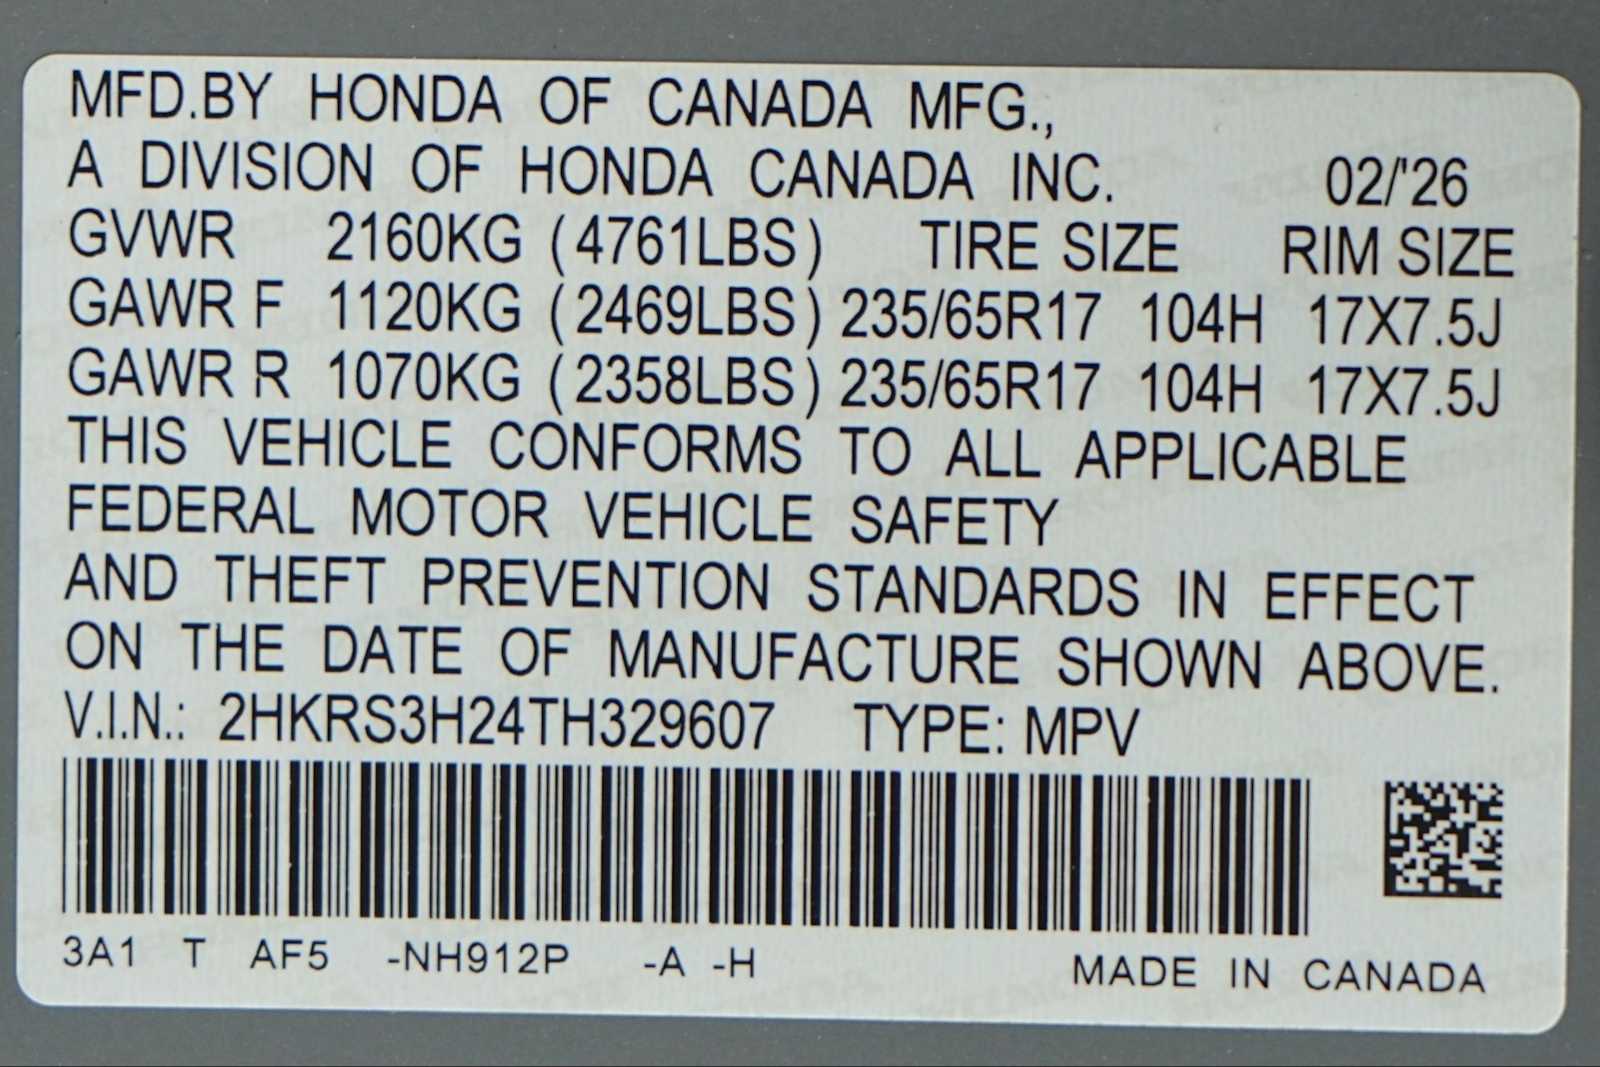 MFD.BY HONDA OF CANADA MFG.,
A DIVISION OF HONDA CANADA INC. 02/'26
GVWR 2160KG (4761LBS) TIRE SIZE RIM SIZE
GAWR F 1120KG (2469LBS) 235/65R17 104H 17X7.5J
GAWR R 1070KG (2358LBS) 235/65R17 104H 17X7.5J
THIS VEHICLE CONFORMS TO ALL APPLICABLE
FEDERAL MOTOR VEHICLE SAFETY
AND THEFT PREVENTION STANDARDS IN EFFECT
ON THE DATE OF MANUFACTURE SHOWN ABOVE.
V.I.N.: 2HKRS3H24TH329607 TYPE: MPV
3A1 T AF5 -NH912P -A -H MADE IN CANADA